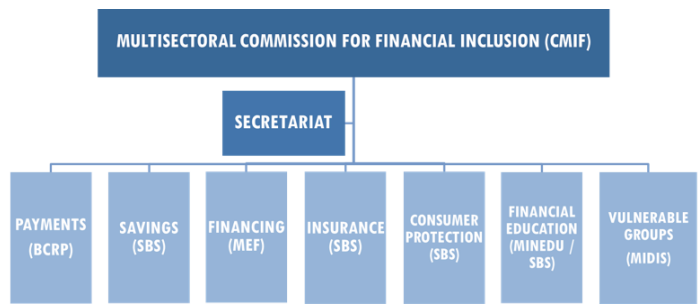 MULTISECTORAL COMMISSION FOR FINANCIAL INCLUSION (CMIF)
SECRETARIAT
PAYMENTS
(BCRP)
SAVINGS
(SBS)
FINANCING
(MEF)
INSURANCE
(SBS)
CONSUMER
PROTECTION
(SBS)
FINANCIAL
EDUCATION
(MINEDU /
SBS)
VULNERABLE
GROUPS
(MIDIS)